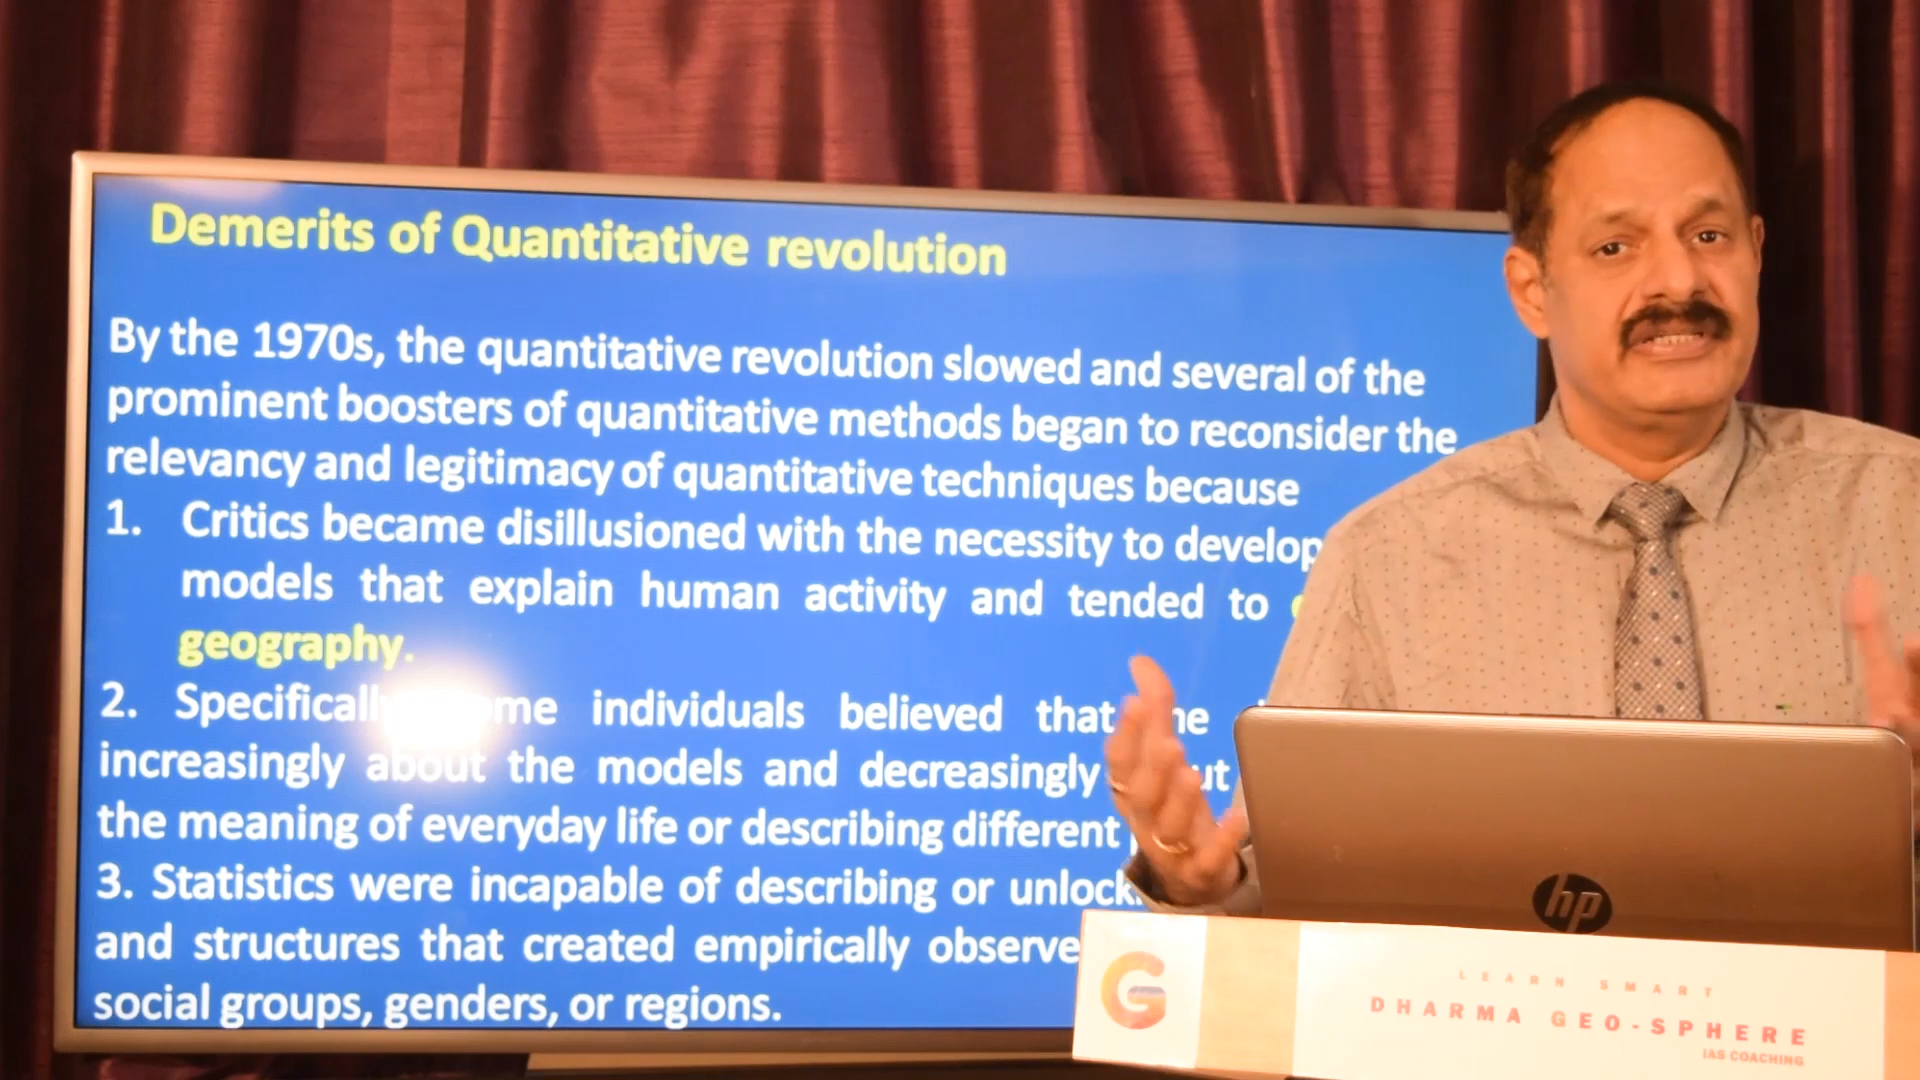 Demerits of Quantitative revolution
By the 1970s, the quantitative revolution slowed and several of the
prominent boosters of quantitative methods began to reconsider the
relevancy and legitimacy of quantitative techniques because
1. Critics became disillusioned with the necessity to develop
models that explain human activity and tended to
geography.
2. individuals believed that
increasingly about the models and decreasingly
the meaning of everyday life or describing different
3. Statistics were incapable of describing or
and structures that created empirically
social groups, genders, or regions.
hp
G
LEARN SMART
DHARMA GEO-SPHERE
IAS COACHING